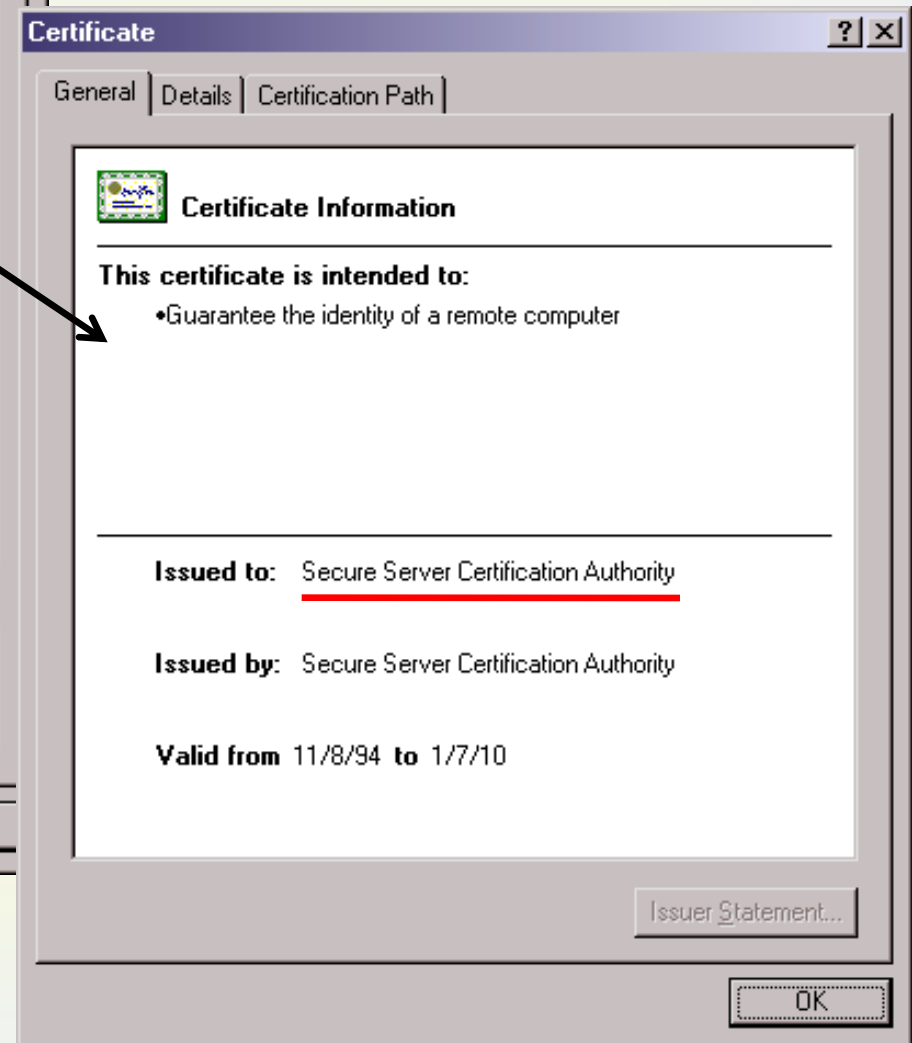 Certificate
General Details Certification Path
Certificate Information
This certificate is intended to:
•Guarantee the identity of a remote computer
Issued to: Secure Server Certification Authority
Issued by: Secure Server Certification Authority
Valid from 11/8/94 to 1/7/10
Issuer Statement...
OK